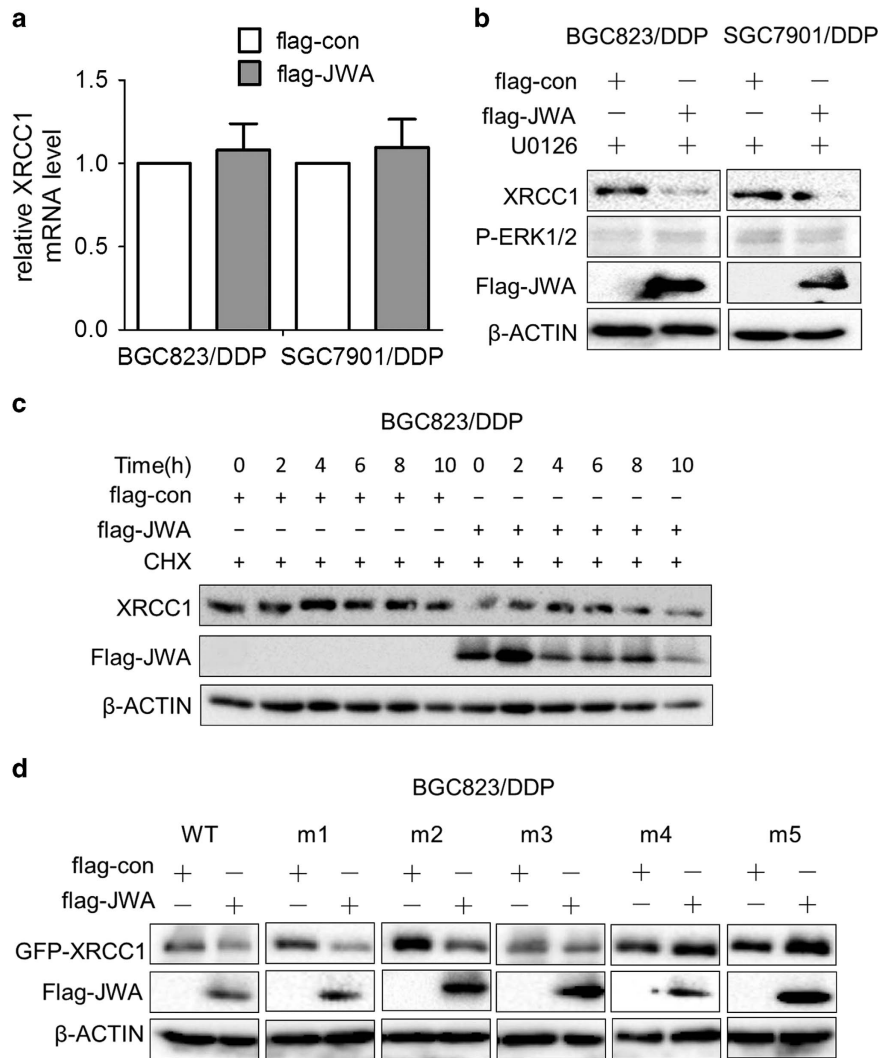 a
flag-con
flag-JWA
relative XRCC1
mRNA level
1.5
1.0
0.5
0.0
BGC823/DDP SGC7901/DDP
b
BGC823/DDP SGC7901/DDP
flag-con + − + −
flag-JWA − + − +
U0126 + + + +
XRCC1
P-ERK1/2
Flag-JWA
β-ACTIN
c
BGC823/DDP
Time(h) 0 2 4 6 8 10 0 2 4 6 8 10
flag-con + + + + + + − − − − − −
flag-JWA − − − − − − + + + + + +
CHX + + + + + + + + + + + +
XRCC1
Flag-JWA
β-ACTIN
d
BGC823/DDP
WT m1 m2 m3 m4 m5
flag-con + − + − + − + − + − + −
flag-JWA − + − + − + − + − + − +
GFP-XRCC1
Flag-JWA
β-ACTIN